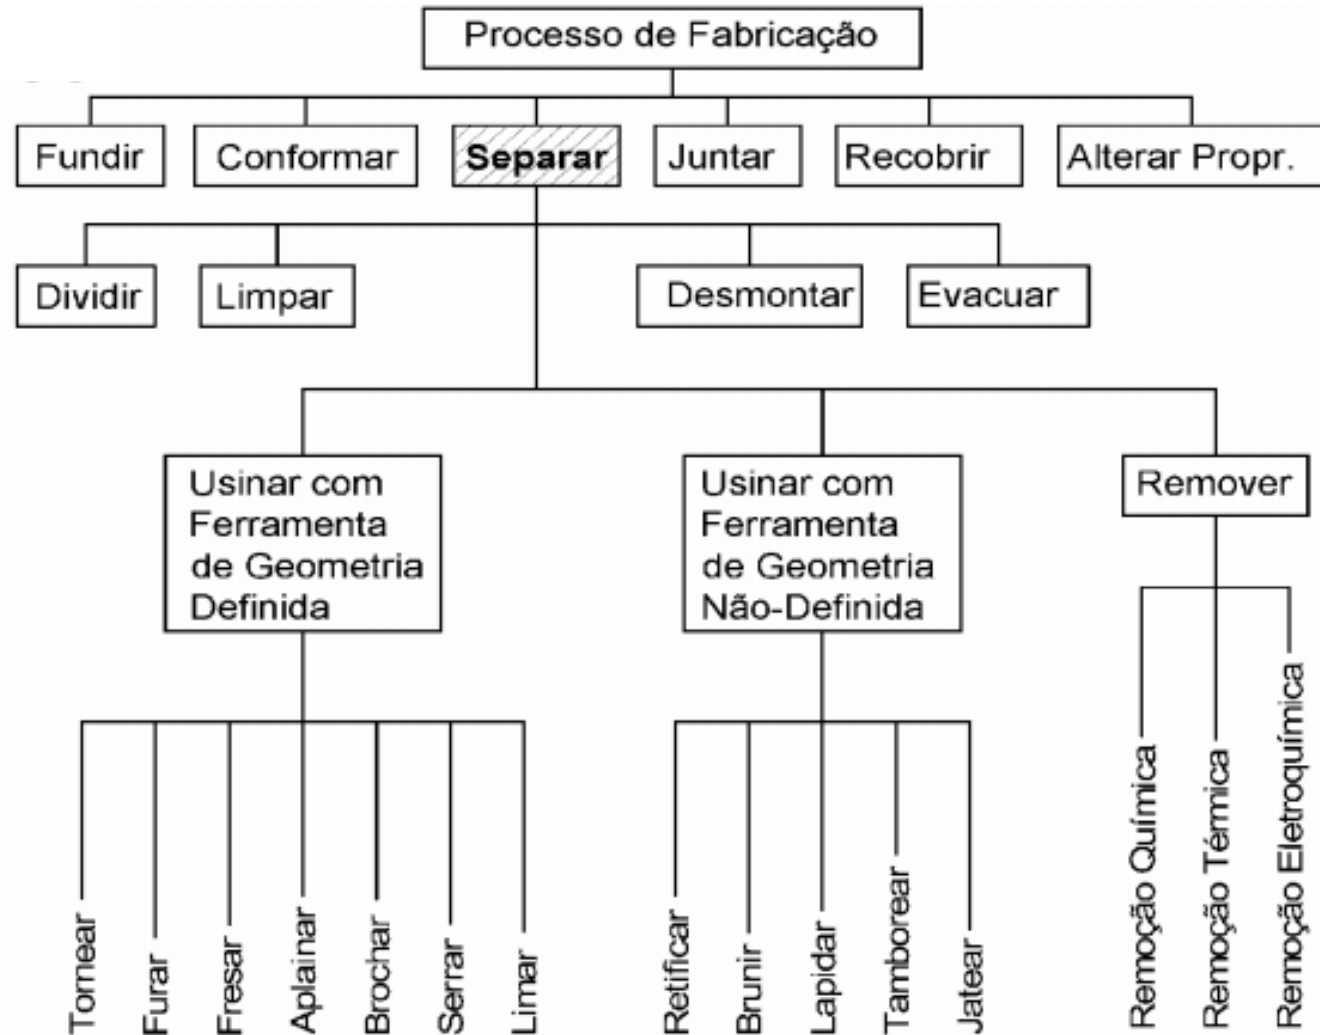 Processo de Fabricação
Fundir
Conformar
Separar
Juntar
Recobrir
Alterar Propr.
Dividir
Limpar
Desmontar
Evacuar
Usinar com
Ferramenta
de Geometria
Definida
Usinar com
Ferramenta
de Geometria
Não-Definida
Remover
Tornear
Furar
Fresar
Aplainar
Brochar
Serrar
Limar
Retificar
Brunir
Lapidar
Tamborear
Jatear
Remoção Química
Remoção Térmica
Remoção Eletroquímica